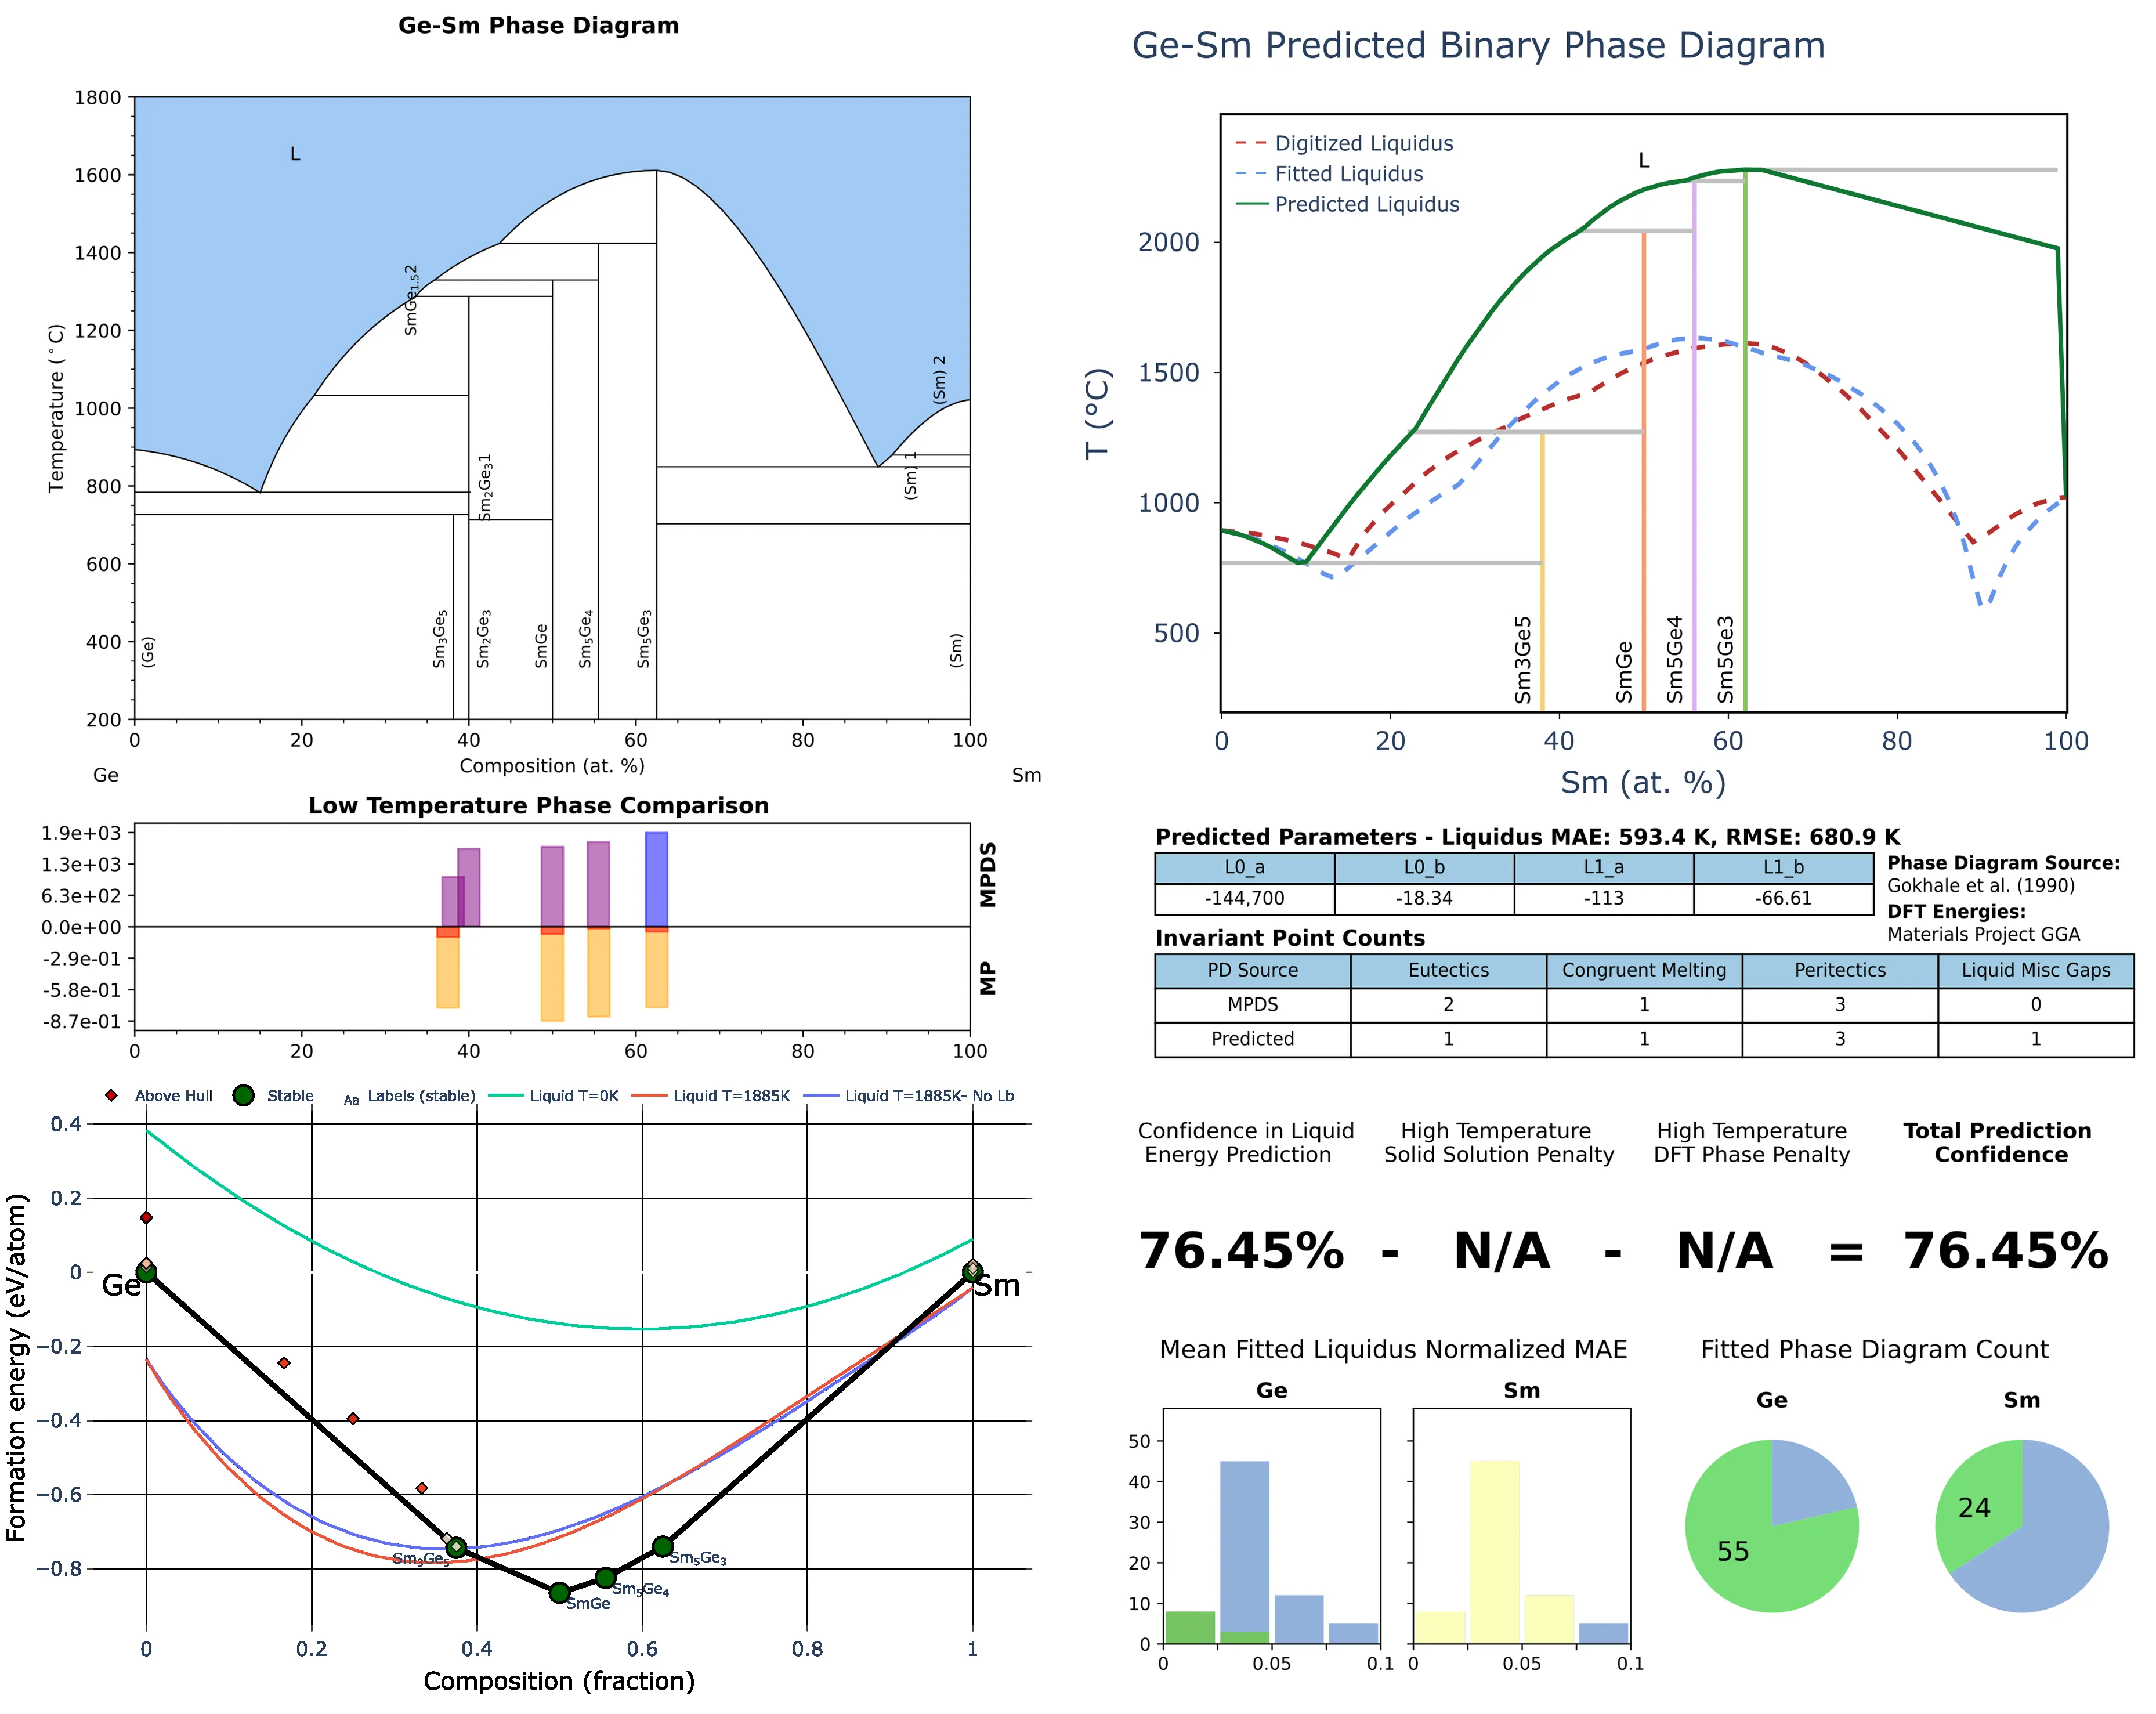 Ge-Sm Phase Diagram
1800
1600
1400
1200
1000
800
600
400
200
Temperature (°C)
L
SmGe1.52
Sm2Ge31
(Sm) 2
(Sm) 1
(Ge)
Sm3Ge5
Sm2Ge3
SmGe
Sm5Ge4
Sm5Ge3
(Sm)
0 20 40 60 80 100
Composition (at. %)
Ge Sm
Low Temperature Phase Comparison
1.9e+03
1.3e+03
6.3e+02
0.0e+00
-2.9e-01
-5.8e-01
-8.7e-01
MPDS
MP
0 20 40 60 80 100
Above Hull Stable Aa Labels (stable) Liquid T=0K Liquid T=1885K Liquid T=1885K- No Lb
0.4
0.2
0
−0.2
−0.4
−0.6
−0.8
Formation energy (eV/atom)
Ge
Sm
Sm3Ge5
SmGe
Sm5Ge4
Sm5Ge3
0 0.2 0.4 0.6 0.8 1
Composition (fraction)
Ge-Sm Predicted Binary Phase Diagram
Digitized Liquidus
Fitted Liquidus
Predicted Liquidus
L
2000
1500
1000
500
T (°C)
Sm3Ge5
SmGe
Sm5Ge4
Sm5Ge3
0 20 40 60 80 100
Sm (at. %)
Predicted Parameters - Liquidus MAE: 593.4 K, RMSE: 680.9 K
L0_a L0_b L1_a L1_b
-144,700 -18.34 -113 -66.61
Phase Diagram Source:
Gokhale et al. (1990)
DFT Energies:
Materials Project GGA
Invariant Point Counts
PD Source Eutectics Congruent Melting Peritectics Liquid Misc Gaps
MPDS 2 1 3 0
Predicted 1 1 3 1
Confidence in Liquid
Energy Prediction
High Temperature
Solid Solution Penalty
High Temperature
DFT Phase Penalty
Total Prediction
Confidence
76.45% - N/A - N/A = 76.45%
Mean Fitted Liquidus Normalized MAE
Ge
Sm
50
40
30
20
10
0
0 0.05 0.1
0 0.05 0.1
Fitted Phase Diagram Count
Ge
Sm
55
24